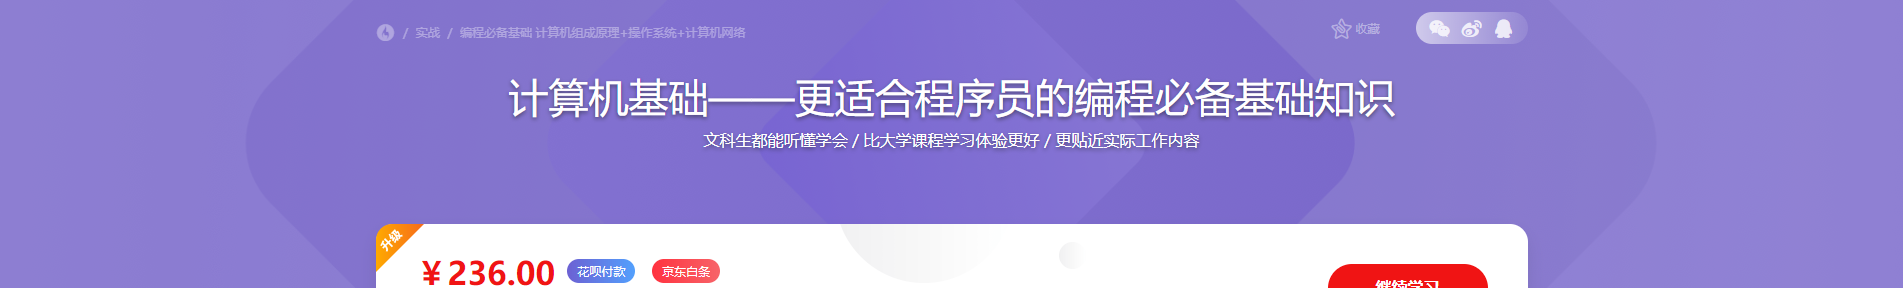 / 实战 / 编程必备基础 计算机组成原理+操作系统+计算机网络
收藏
计算机基础——更适合程序员的编程必备基础知识
文科生都能听懂学会 / 比大学课程学习体验更好 / 更贴近实际工作内容
升级
¥236.00 花呗付款 京东白条
继续学习